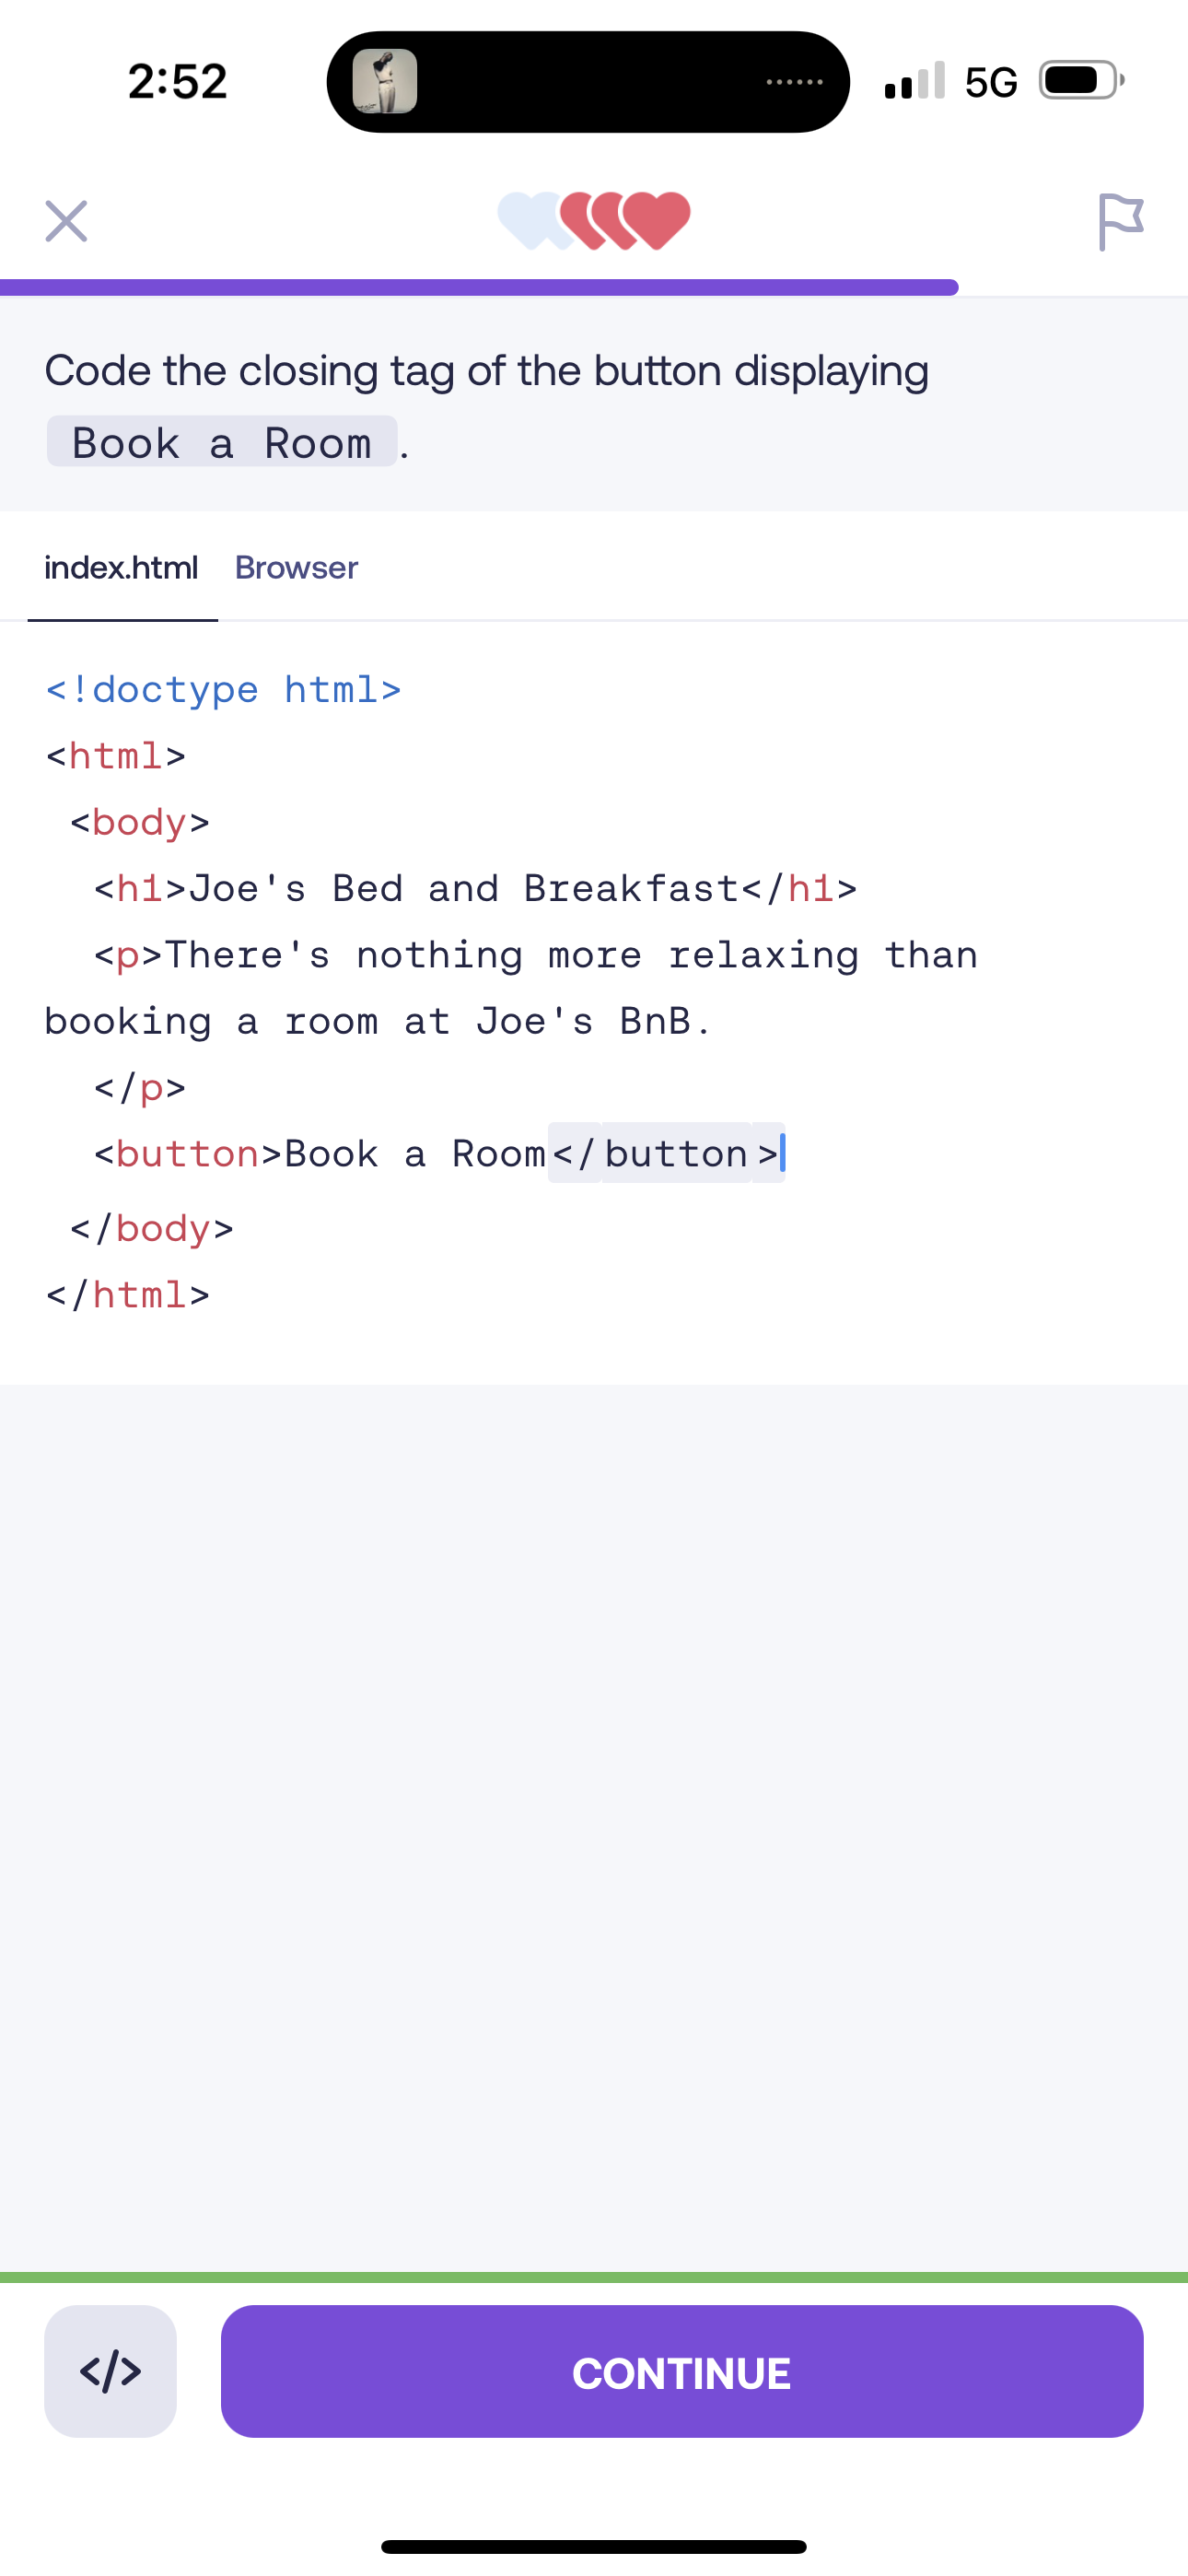 2:52
5G
Code the closing tag of the button displaying
Book a Room.
index.html Browser
<!doctype html>
<html>
<body>
<h1>Joe's Bed and Breakfast</h1>
<p>There's nothing more relaxing than
booking a room at Joe's BnB.
</p>
<button>Book a Room</button>
</body>
</html>
</>
CONTINUE